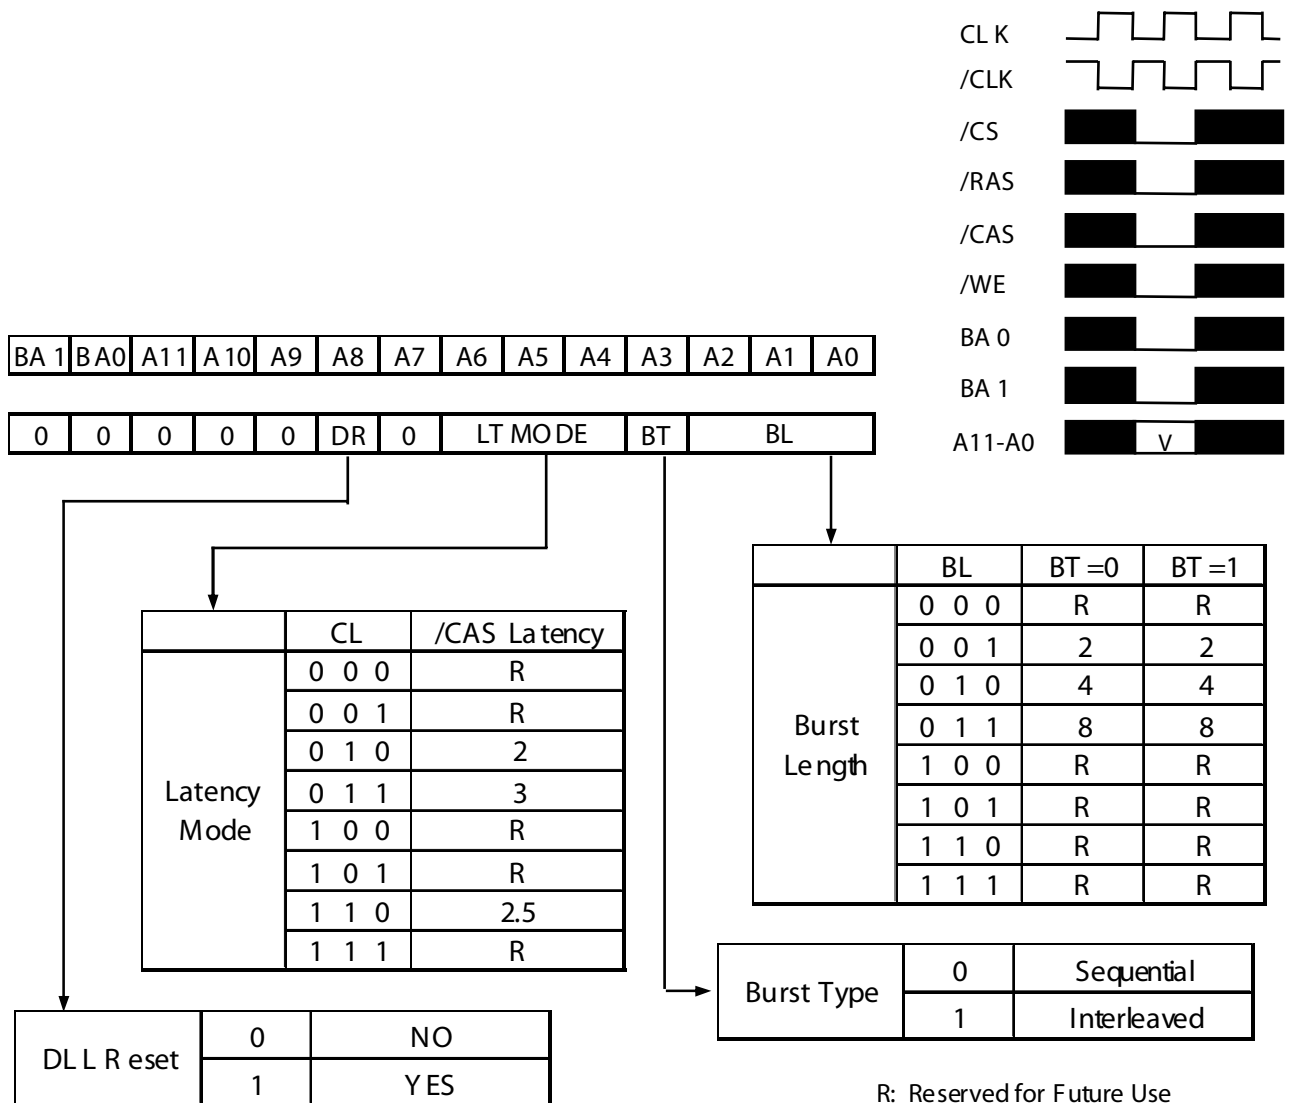 CLK
/CLK
/CS
/RAS
/CAS
/WE
BA 0
BA 1
A11-A0 V
BA 1 BA0 A11 A10 A9 A8 A7 A6 A5 A4 A3 A2 A1 A0
0 0 0 0 0 DR 0 LT MODE BT BL
BL BT =0 BT =1
0 0 0 R R
0 0 1 2 2
0 1 0 4 4
Burst Length
0 1 1 8 8
1 0 0 R R
1 0 1 R R
1 1 0 R R
1 1 1 R R
CL /CAS Latency
0 0 0 R
0 0 1 R
0 1 0 2
Latency Mode
0 1 1 3
1 0 0 R
1 0 1 R
1 1 0 2.5
1 1 1 R
Burst Type
0 Sequential
1 Interleaved
DLL Reset
0 NO
1 YES
R: Reserved for Future Use